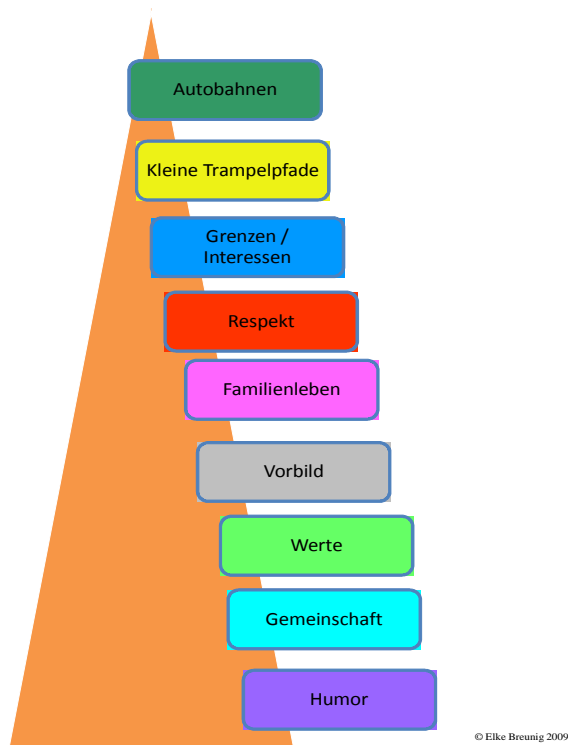 Autobahnen
Kleine Trampelpfade
Grenzen /
Interessen
Respekt
Familienleben
Vorbild
Werte
Gemeinschaft
Humor
© Elke Breunig 2009